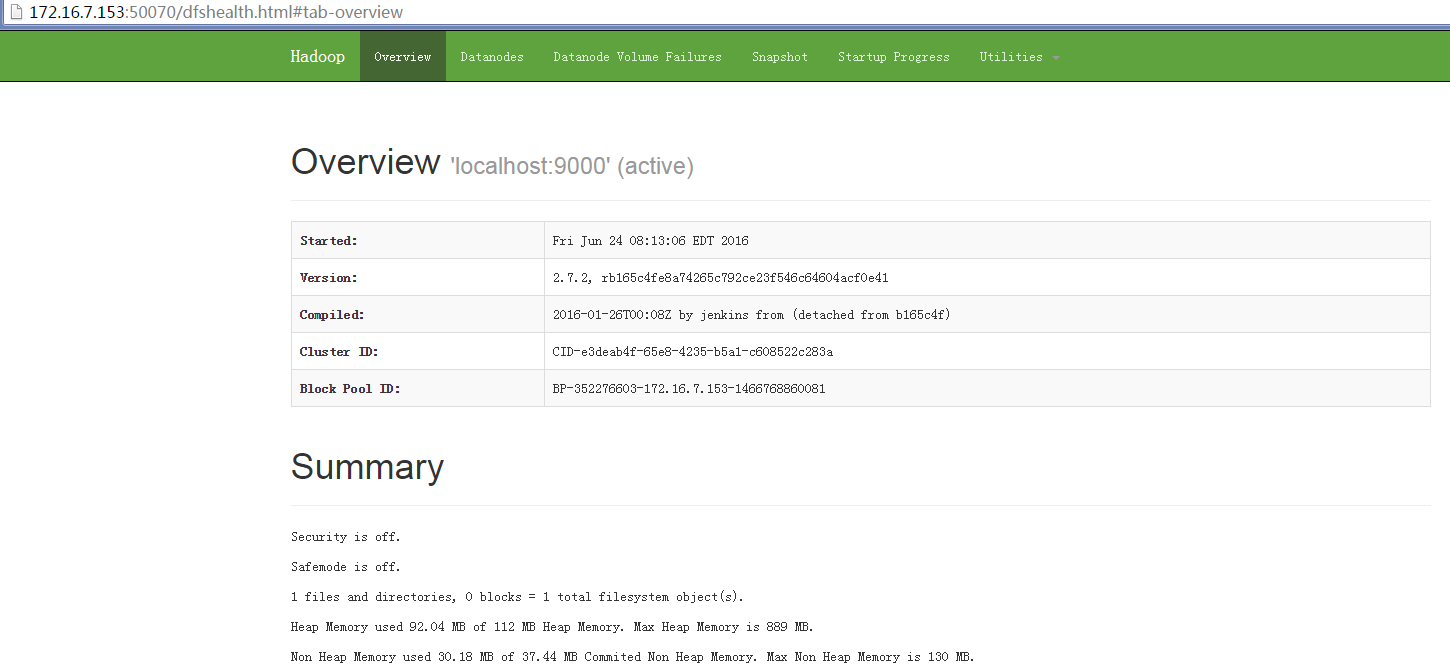 172.16.7.153:50070/dfshealth.html#tab-overview
Hadoop Overview Datanodes Datanode Volume Failures Snapshot Startup Progress Utilities
Overview 'localhost:9000' (active)
Started: Fri Jun 24 08:13:06 EDT 2016
Version: 2.7.2, rb165c4fe8a74265c792ce23f546c64604acf0e41
Compiled: 2016-01-26T00:08Z by jenkins from (detached from b165c4f)
Cluster ID: CID-e3deab4f-65e8-4235-b5a1-c608522c283a
Block Pool ID: BP-352276603-172.16.7.153-1466768860081
Summary
Security is off.
Safemode is off.
1 files and directories, 0 blocks = 1 total filesystem object(s).
Heap Memory used 92.04 MB of 112 MB Heap Memory. Max Heap Memory is 889 MB.
Non Heap Memory used 30.18 MB of 37.44 MB Commited Non Heap Memory. Max Non Heap Memory is 130 MB.